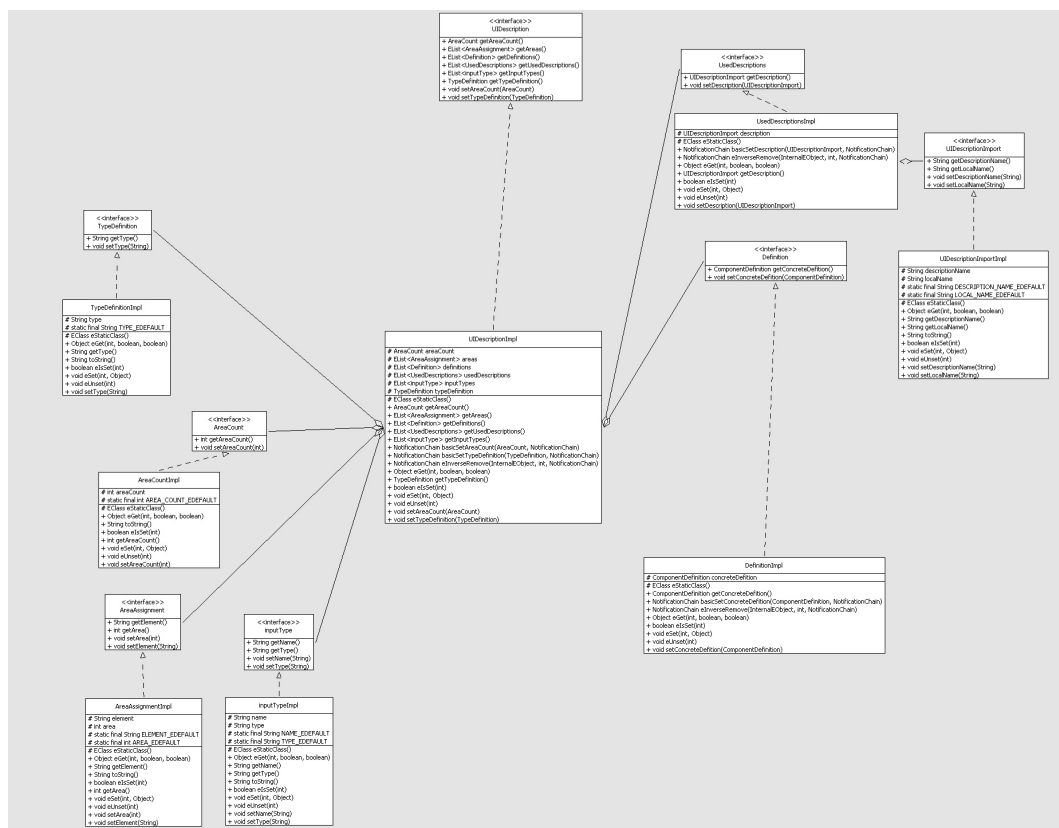 <<interface>>
UIDescription
+ AreaCount getAreaCount()
+ EList<AreaAssignment> getAreas()
+ EList<Definition> getDefinitions()
+ EList<UsedDescriptions> getUsedDescriptions()
+ EList<inputType> getInputTypes()
+ TypeDefinition getTypeDefinition()
+ void setAreaCount(AreaCount)
+ void setTypeDefinition(TypeDefinition)
<<interface>>
UsedDescriptions
+ UIDescriptionImport getDescription()
+ void setDescription(UIDescriptionImport)
UsedDescriptionsImpl
# UIDescriptionImport description
# EClass eStaticClass()
+ NotificationChain basicSetDescription(UIDescriptionImport, NotificationChain)
+ NotificationChain eInverseRemove(InternalEObject, int, NotificationChain)
+ Object eGet(int, boolean, boolean)
+ UIDescriptionImport getDescription()
+ boolean eIsSet(int)
+ void eSet(int, Object)
+ void eUnset(int)
+ void setDescription(UIDescriptionImport)
<<interface>>
UIDescriptionImport
+ String getDescriptionName()
+ String getLocalName()
+ void setDescriptionName(String)
+ void setLocalName(String)
<<interface>>
TypeDefinition
+ String getType()
+ void setType(String)
<<interface>>
Definition
+ ComponentDefinition getConcreteDefition()
+ void setConcreteDefition(ComponentDefinition)
UIDescriptionImportImpl
# String descriptionName
# String localName
# static final String DESCRIPTION_NAME_EDEFAULT
# static final String LOCAL_NAME_EDEFAULT
# EClass eStaticClass()
+ Object eGet(int, boolean, boolean)
+ String getDescriptionName()
+ String getLocalName()
+ String toString()
+ boolean eIsSet(int)
+ void eSet(int, Object)
+ void eUnset(int)
+ void setDescriptionName(String)
+ void setLocalName(String)
TypeDefinitionImpl
# String type
# static final String TYPE_EDEFAULT
# EClass eStaticClass()
+ Object eGet(int, boolean, boolean)
+ String getType()
+ String toString()
+ boolean eIsSet(int)
+ void eSet(int, Object)
+ void eUnset(int)
+ void setType(String)
UIDescriptionImpl
# AreaCount areaCount
# EList<AreaAssignment> areas
# EList<Definition> definitions
# EList<UsedDescriptions> usedDescriptions
# EList<inputType> inputTypes
# TypeDefinition typeDefinition
# EClass eStaticClass()
+ AreaCount getAreaCount()
+ EList<AreaAssignment> getAreas()
+ EList<Definition> getDefinitions()
+ EList<UsedDescriptions> getUsedDescriptions()
+ EList<inputType> getInputTypes()
+ NotificationChain basicSetAreaCount(AreaCount, NotificationChain)
+ NotificationChain basicSetTypeDefinition(TypeDefinition, NotificationChain)
+ NotificationChain eInverseRemove(InternalEObject, int, NotificationChain)
+ Object eGet(int, boolean, boolean)
+ TypeDefinition getTypeDefinition()
+ boolean eIsSet(int)
+ void eSet(int, Object)
+ void eUnset(int)
+ void setAreaCount(AreaCount)
+ void setTypeDefinition(TypeDefinition)
<<interface>>
AreaCount
+ int getAreaCount()
+ void setAreaCount(int)
AreaCountImpl
# int areaCount
# static final int AREA_COUNT_EDEFAULT
# EClass eStaticClass()
+ Object eGet(int, boolean, boolean)
+ String toString()
+ boolean eIsSet(int)
+ int getAreaCount()
+ void eSet(int, Object)
+ void eUnset(int)
+ void setAreaCount(int)
DefinitionImpl
# ComponentDefinition concreteDefition
# EClass eStaticClass()
+ ComponentDefinition getConcreteDefition()
+ NotificationChain basicSetConcreteDefition(ComponentDefinition, NotificationChain)
+ NotificationChain eInverseRemove(InternalEObject, int, NotificationChain)
+ Object eGet(int, boolean, boolean)
+ boolean eIsSet(int)
+ void eSet(int, Object)
+ void eUnset(int)
+ void setConcreteDefition(ComponentDefinition)
<<interface>>
AreaAssignment
+ String getElement()
+ int getArea()
+ void setArea(int)
+ void setElement(String)
<<interface>>
inputType
+ String getName()
+ String getType()
+ void setName(String)
+ void setType(String)
AreaAssignmentImpl
# String element
# int area
# static final String ELEMENT_EDEFAULT
# static final int AREA_EDEFAULT
# EClass eStaticClass()
+ Object eGet(int, boolean, boolean)
+ String getElement()
+ String toString()
+ boolean eIsSet(int)
+ int getArea()
+ void eSet(int, Object)
+ void eUnset(int)
+ void setArea(int)
+ void setElement(String)
inputTypeImpl
# String name
# String type
# static final String NAME_EDEFAULT
# static final String TYPE_EDEFAULT
# EClass eStaticClass()
+ Object eGet(int, boolean, boolean)
+ String getName()
+ String getType()
+ String toString()
+ boolean eIsSet(int)
+ void eSet(int, Object)
+ void eUnset(int)
+ void setName(String)
+ void setType(String)